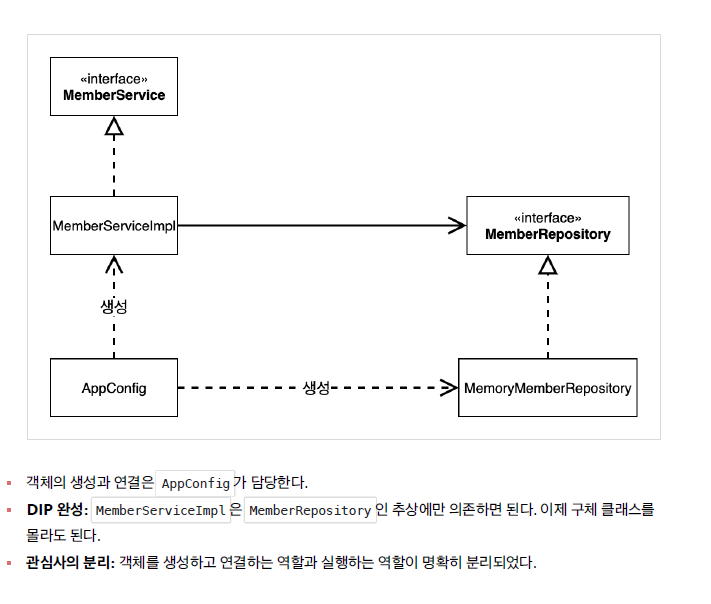 «interface»
MemberService
MemberServiceImpl
«interface»
MemberRepository
생성
AppConfig
생성
MemoryMemberRepository
객체의 생성과 연결은 AppConfig 가 담당한다.
DIP 완성: MemberServiceImpl 은 MemberRepository 인 추상에만 의존하면 된다. 이제 구체 클래스를
몰라도 된다.
관심사의 분리: 객체를 생성하고 연결하는 역할과 실행하는 역할이 명확히 분리되었다.